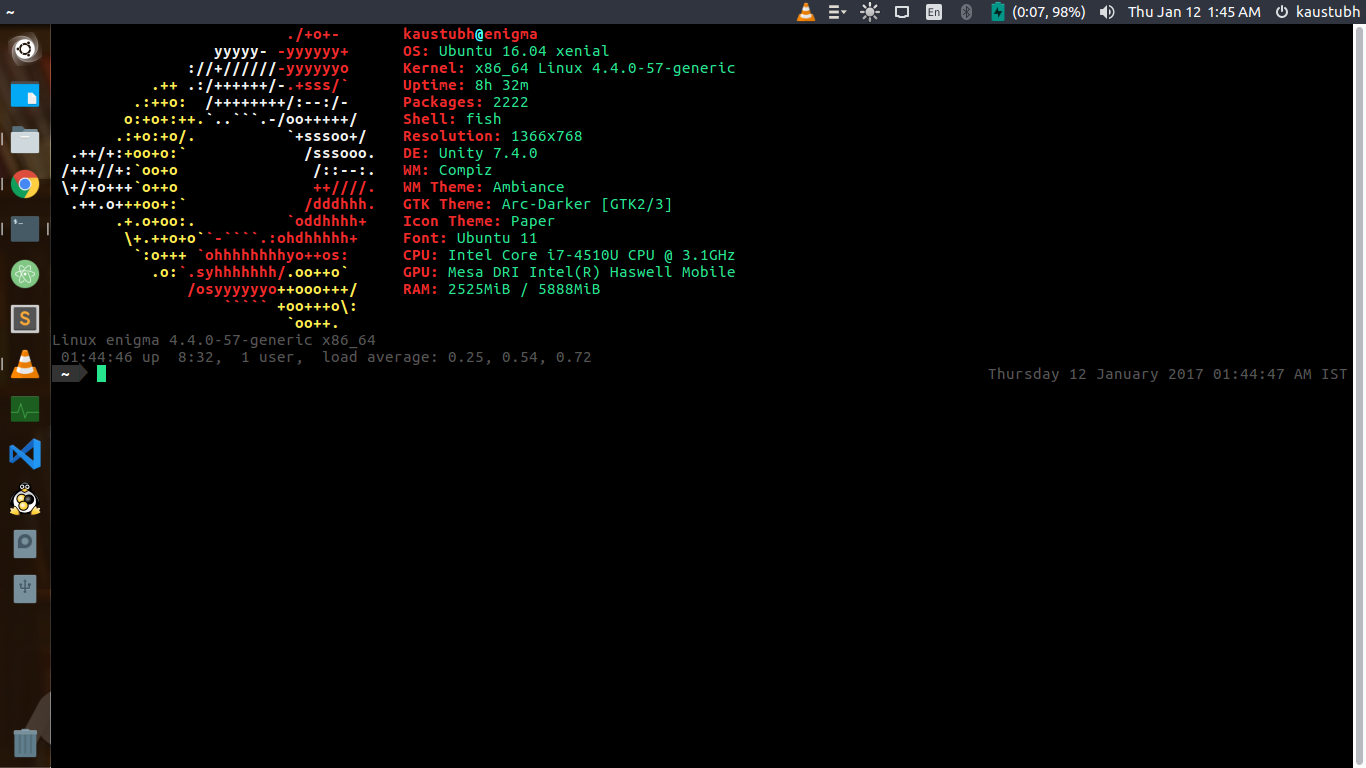 ~ En (0:07, 98%) Thu Jan 12 1:45 AM kaustubh
./+o+- kaustubh@enigma
yyyyy- -yyyyyy+ OS: Ubuntu 16.04 xenial
://+//////-yyyyyyo Kernel: x86_64 Linux 4.4.0-57-generic
.++ .:/++++++/-.+sss/` Uptime: 8h 32m
.:++o: /++++++++/:--:/- Packages: 2222
o:+o+:++.`..```.-/oo+++++/ Shell: fish
.:+o:+o/. `+sssoo+/ Resolution: 1366x768
.++/+:+oo+o:` /sssooo. DE: Unity 7.4.0
/+++//+:`oo+o /::--:. WM: Compiz
\+/+o+++`o++o ++////. WM Theme: Ambiance
.++.o+++oo+:` /dddhhh. GTK Theme: Arc-Darker [GTK2/3]
.+.o+oo:. `oddhhhh+ Icon Theme: Paper
\+.++o+o``-````.:ohdhhhhh+ Font: Ubuntu 11
`:o+++ `ohhhhhhhhyo++os: CPU: Intel Core i7-4510U CPU @ 3.1GHz
.o:`.syhhhhhhh/.oo++o` GPU: Mesa DRI Intel(R) Haswell Mobile
/osyyyyyyo++ooo+++/ RAM: 2525MiB / 5888MiB
````` +oo+++o\:
`oo++.
Linux enigma 4.4.0-57-generic x86_64
01:44:46 up 8:32, 1 user, load average: 0.25, 0.54, 0.72
~ Thursday 12 January 2017 01:44:47 AM IST
S